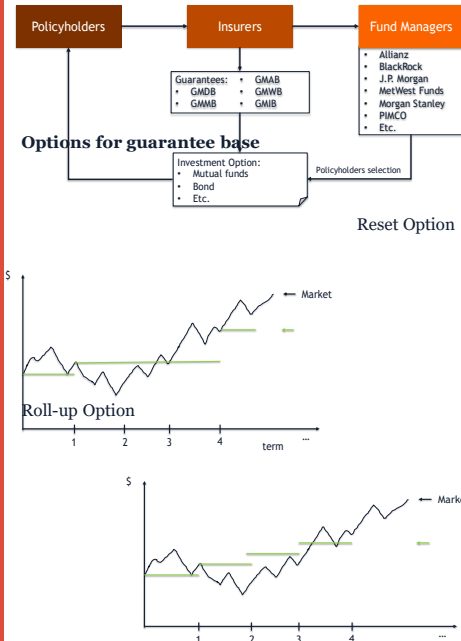 Policyholders
Insurers
Fund Managers
• Allianz
• BlackRock
• J.P. Morgan
• MetWest Funds
• Morgan Stanley
• PIMCO
• Etc.
Guarantees:
• GMDB
• GMMB
• GMAB
• GMWB
• GMIB
Options for guarantee base
Investment Option:
• Mutual funds
• Bond
• Etc.
Policyholders selection
Reset Option
$
Market
Roll-up Option
1 2 3 4 ...
term
$
Marke
1 2 3 4 ...